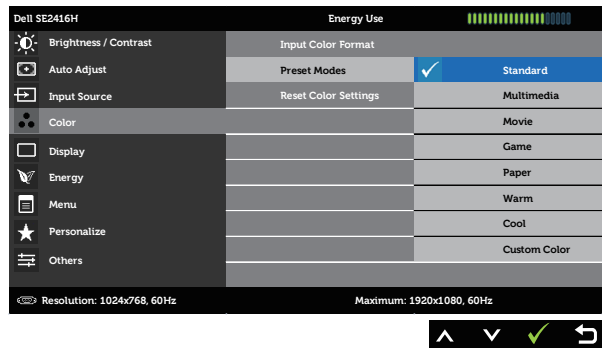 Dell SE2416H Energy Use
Brightness / Contrast Input Color Format
Auto Adjust Preset Modes Standard
Input Source Reset Color Settings Multimedia
Color Movie
Display Game
Energy Paper
Menu Warm
Personalize Cool
Others Custom Color
Resolution: 1024x768, 60Hz Maximum: 1920x1080, 60Hz